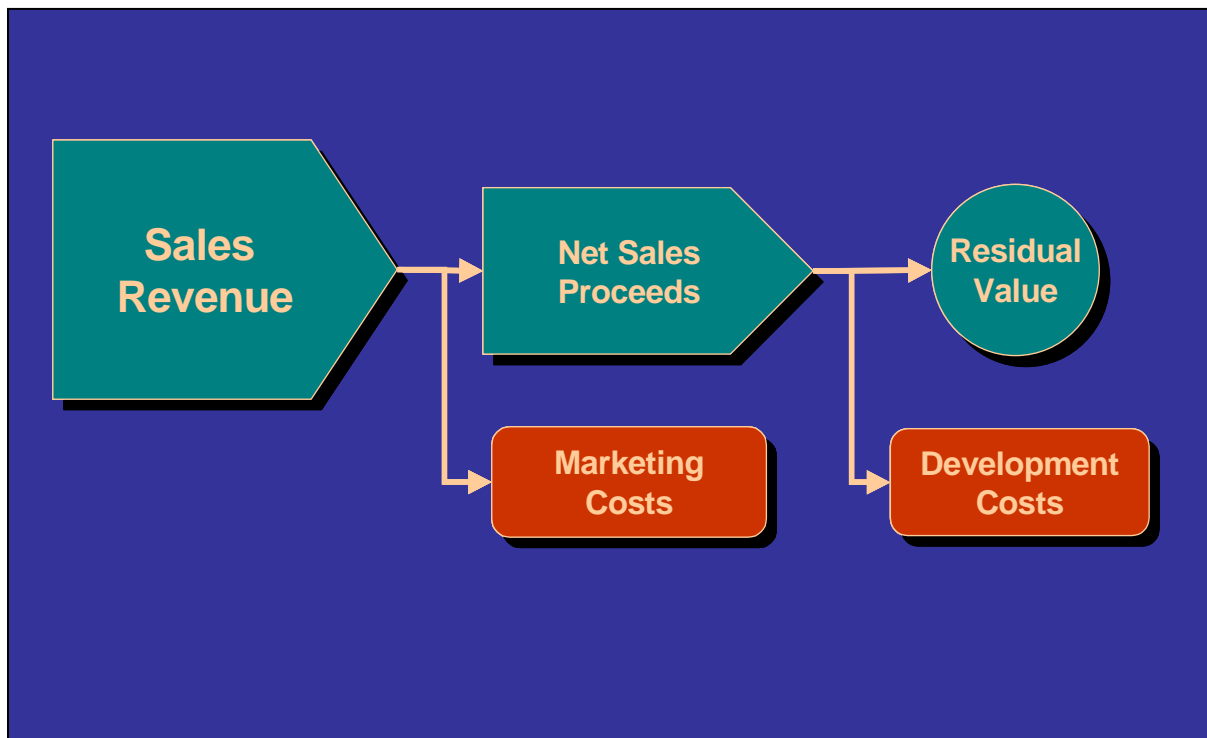 Sales
Revenue
Net Sales
Proceeds
Residual
Value
Marketing
Costs
Development
Costs